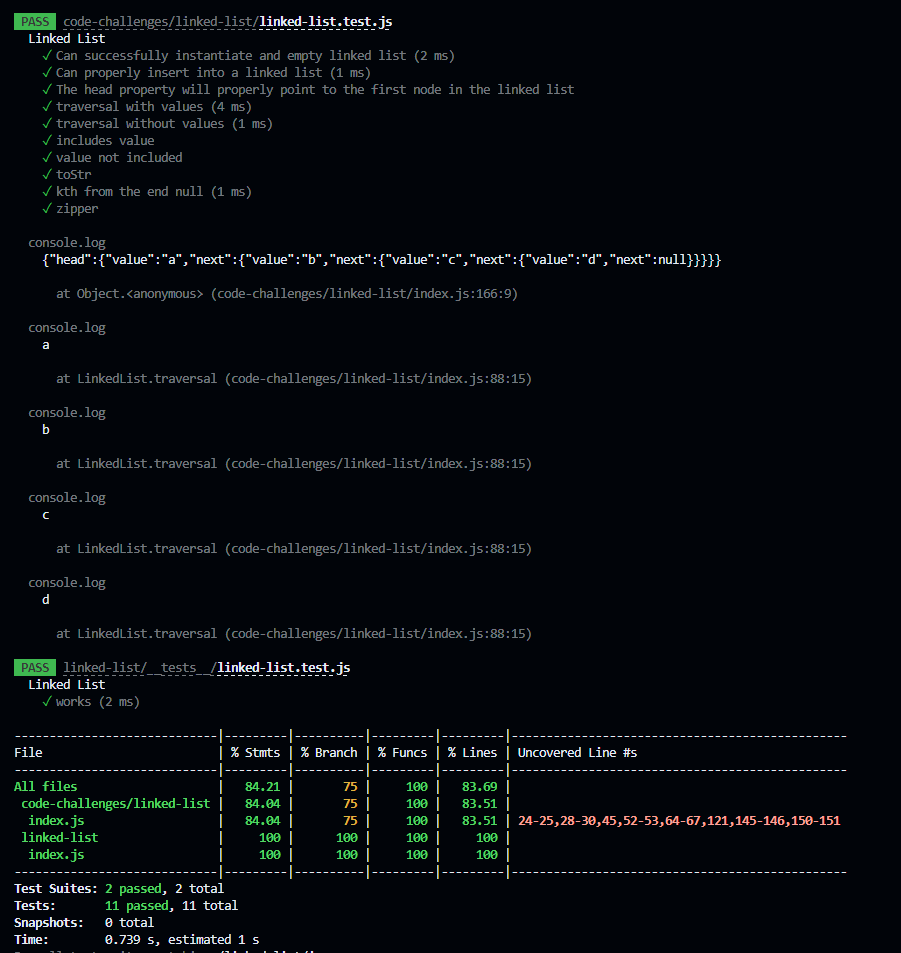 PASS code-challenges/linked-list/linked-list.test.js
Linked List
✓ Can successfully instantiate and empty linked list (2 ms)
✓ Can properly insert into a linked list (1 ms)
✓ The head property will properly point to the first node in the linked list
✓ traversal with values (4 ms)
✓ traversal without values (1 ms)
✓ includes value
✓ value not included
✓ toStr
✓ kth from the end null (1 ms)
✓ zipper
console.log
{"head":{"value":"a","next":{"value":"b","next":{"value":"c","next":{"value":"d","next":null}}}}}
at Object.<anonymous> (code-challenges/linked-list/index.js:166:9)
console.log
a
at LinkedList.traversal (code-challenges/linked-list/index.js:88:15)
console.log
b
at LinkedList.traversal (code-challenges/linked-list/index.js:88:15)
console.log
c
at LinkedList.traversal (code-challenges/linked-list/index.js:88:15)
console.log
d
at LinkedList.traversal (code-challenges/linked-list/index.js:88:15)
PASS linked-list/__tests__/linked-list.test.js
Linked List
✓ works (2 ms)
-----------------------------|---------|----------|---------|---------|------------------------------------------------
File | % Stmts | % Branch | % Funcs | % Lines | Uncovered Line #s
-----------------------------|---------|----------|---------|---------|------------------------------------------------
All files | 84.21 | 75 | 100 | 83.69 |
code-challenges/linked-list | 84.04 | 75 | 100 | 83.51 |
index.js | 84.04 | 75 | 100 | 83.51 | 24-25,28-30,45,52-53,64-67,121,145-146,150-151
linked-list | 100 | 100 | 100 | 100 |
index.js | 100 | 100 | 100 | 100 |
-----------------------------|---------|----------|---------|---------|------------------------------------------------
Test Suites: 2 passed, 2 total
Tests: 11 passed, 11 total
Snapshots: 0 total
Time: 0.739 s, estimated 1 s